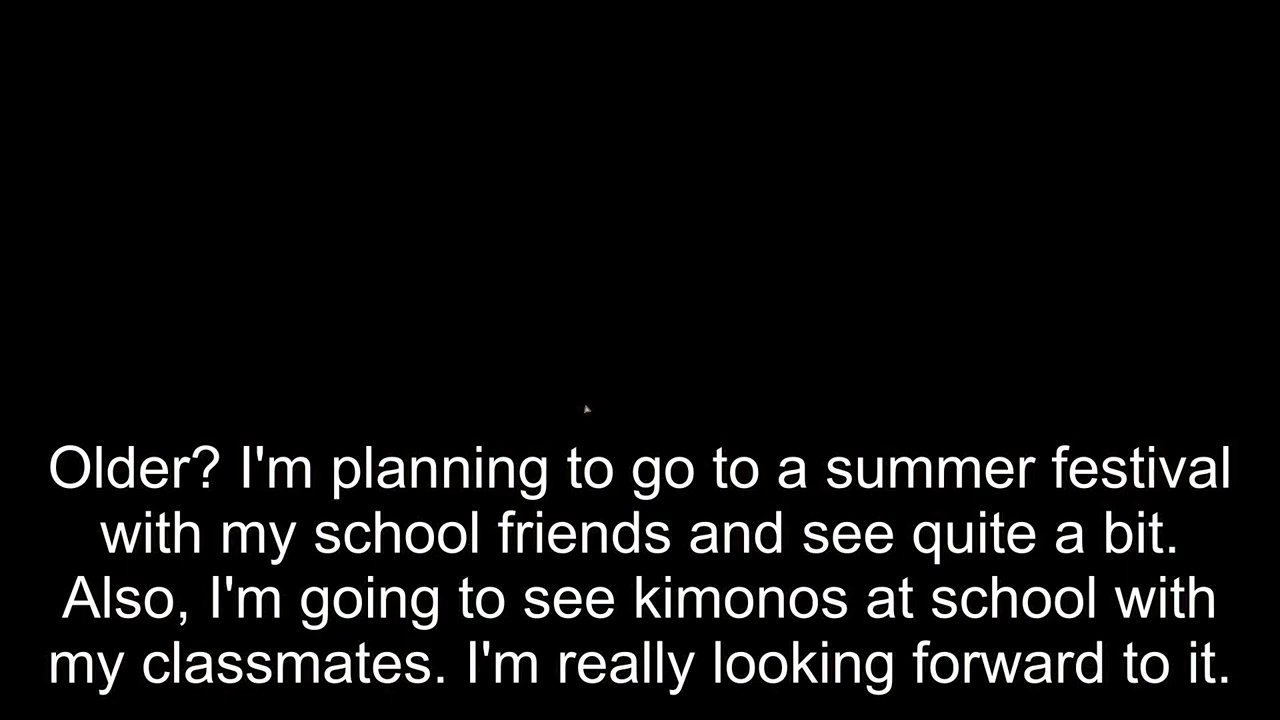 Older? I'm planning to go to a summer festival
with my school friends and see quite a bit.
Also, I'm going to see kimonos at school with
my classmates. I'm really looking forward to it.